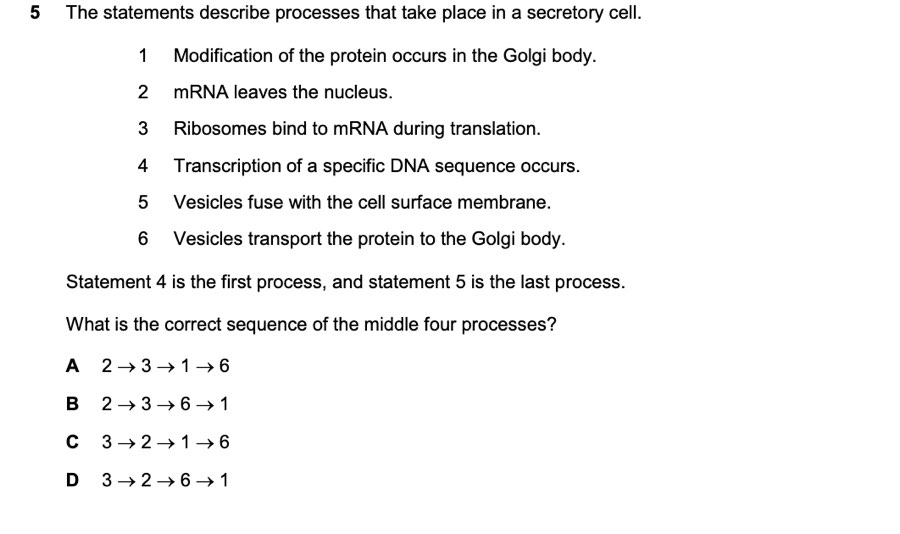 5 The statements describe processes that take place in a secretory cell.
1 Modification of the protein occurs in the Golgi body.
2 mRNA leaves the nucleus.
3 Ribosomes bind to mRNA during translation.
4 Transcription of a specific DNA sequence occurs.
5 Vesicles fuse with the cell surface membrane.
6 Vesicles transport the protein to the Golgi body.
Statement 4 is the first process, and statement 5 is the last process.
What is the correct sequence of the middle four processes?
A 2 → 3 → 1 → 6
B 2 → 3 → 6 → 1
C 3 → 2 → 1 → 6
D 3 → 2 → 6 → 1